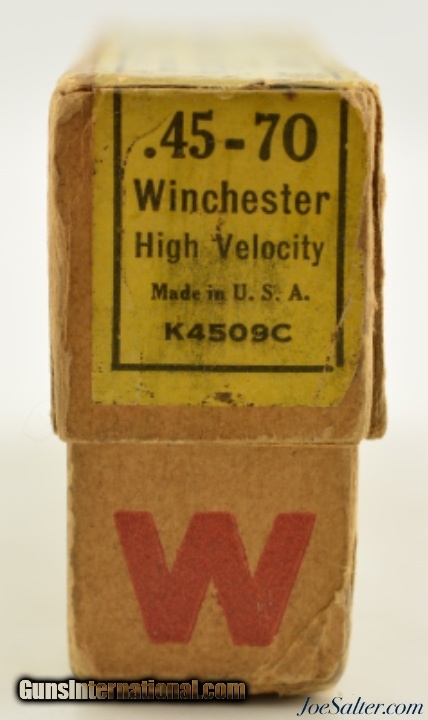 .45-70
Winchester
High Velocity
Made in U. S. A.
K4509C
W
GunsInternational.com
JoeSalter.com